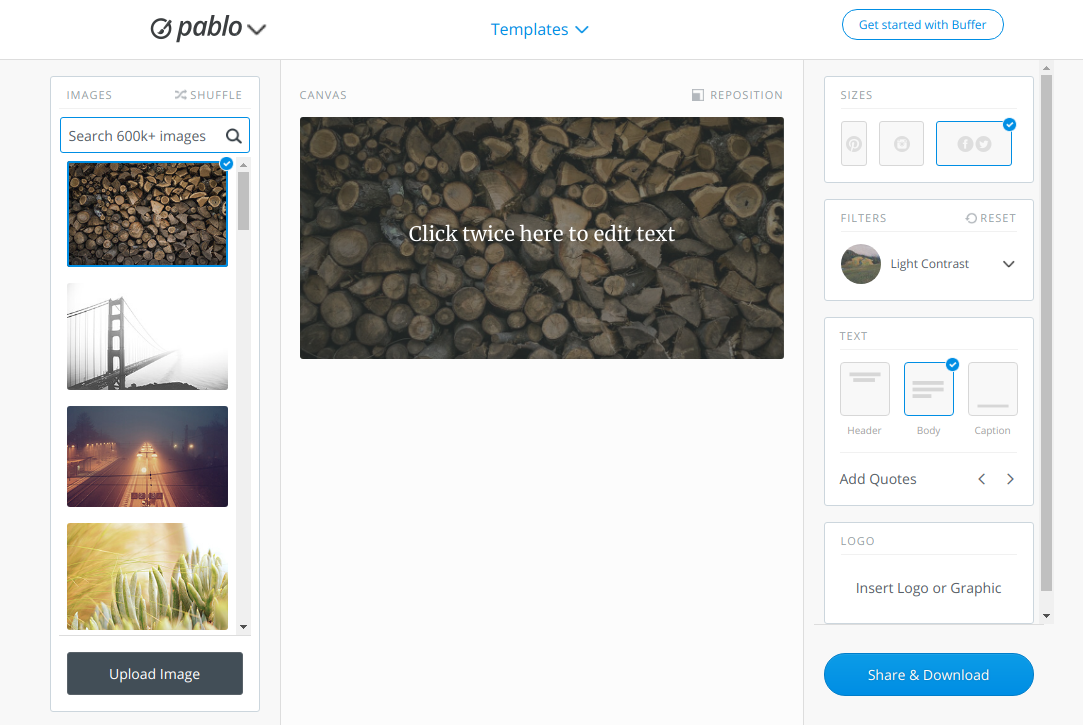 pablo
Templates
Get started with Buffer
IMAGES
SHUFFLE
Search 600k+ images
Upload Image
CANVAS
REPOSITION
Click twice here to edit text
SIZES
FILTERS
RESET
Light Contrast
TEXT
Header
Body
Caption
Add Quotes
LOGO
Insert Logo or Graphic
Share & Download